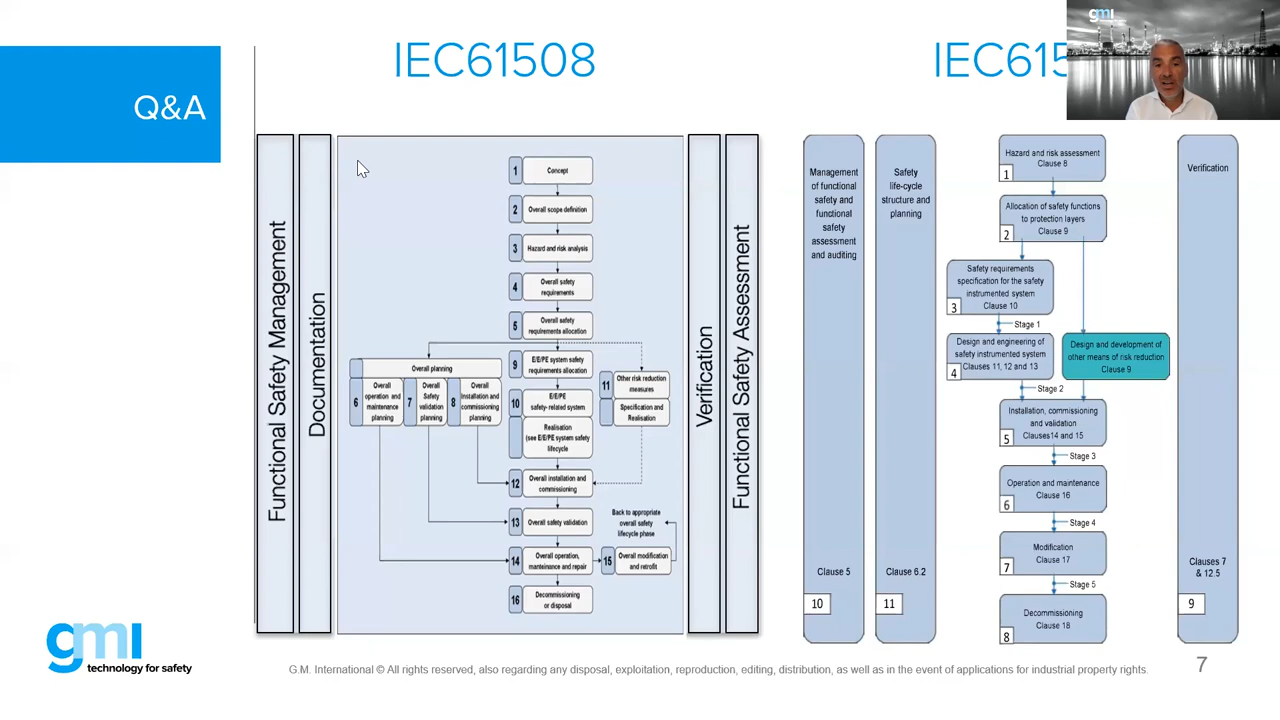 IEC61508
IEC615
gmi
Q&A
Functional Safety Management
Documentation
1
Concept
2
Overall scope definition
3
Hazard and risk analysis
4
Overall safety
requirements
5
Overall safety
requirements allocation
Overall planning
6
Overall
operation and
maintenance
planning
7
Overall
Safety
validation
planning
8
Overall
installation and
commissioning
planning
9
E/E/PE system safety
requirements allocation
10
E/E/PE
safety-related system
Realisation
(see E/E/PE system safety
lifecycle
11
Other risk reduction
measures
Specification and
Realisation
12
Overall installation and
commissioning
13
Overall safety validation
Back to appropriate
overall safety
lifecycle phase
14
Overall operation,
15
Overall modification
and retrofit
16
Decommissioning
or disposal
Verification
Functional Safety Assessment
Management
of functional
safety and
functional
safety
assessment
and auditing
Clause 5
10
Safety
life-cycle
structure and
planning
Clause 6.2
11
Hazard and risk assessment
Clause 8
1
Allocation of safety functions
to protection layers
Clause 9
2
Safety requirements
specification for the safety
instrumented system
Clause 10
3
Stage 1
Design and engineering of
safety instrumented system
Clauses 11, 12 and 13
4
Design and development of
other means of risk reduction
Clause 9
Stage 2
Installation, commissioning
and validation
Clauses14 and 15
5
Stage 3
Operation and maintenance
Clause 16
6
Stage 4
Modification
Clause 17
7
Stage 5
Decommissioning
Clause 18
8
Verification
Clauses 7
& 12.5
9
gmi
technology for safety
G.M. International © All rights reserved, also regarding any disposal, exploitation, reproduction, editing, distribution, as well as in the event of applications for industrial property rights.
7